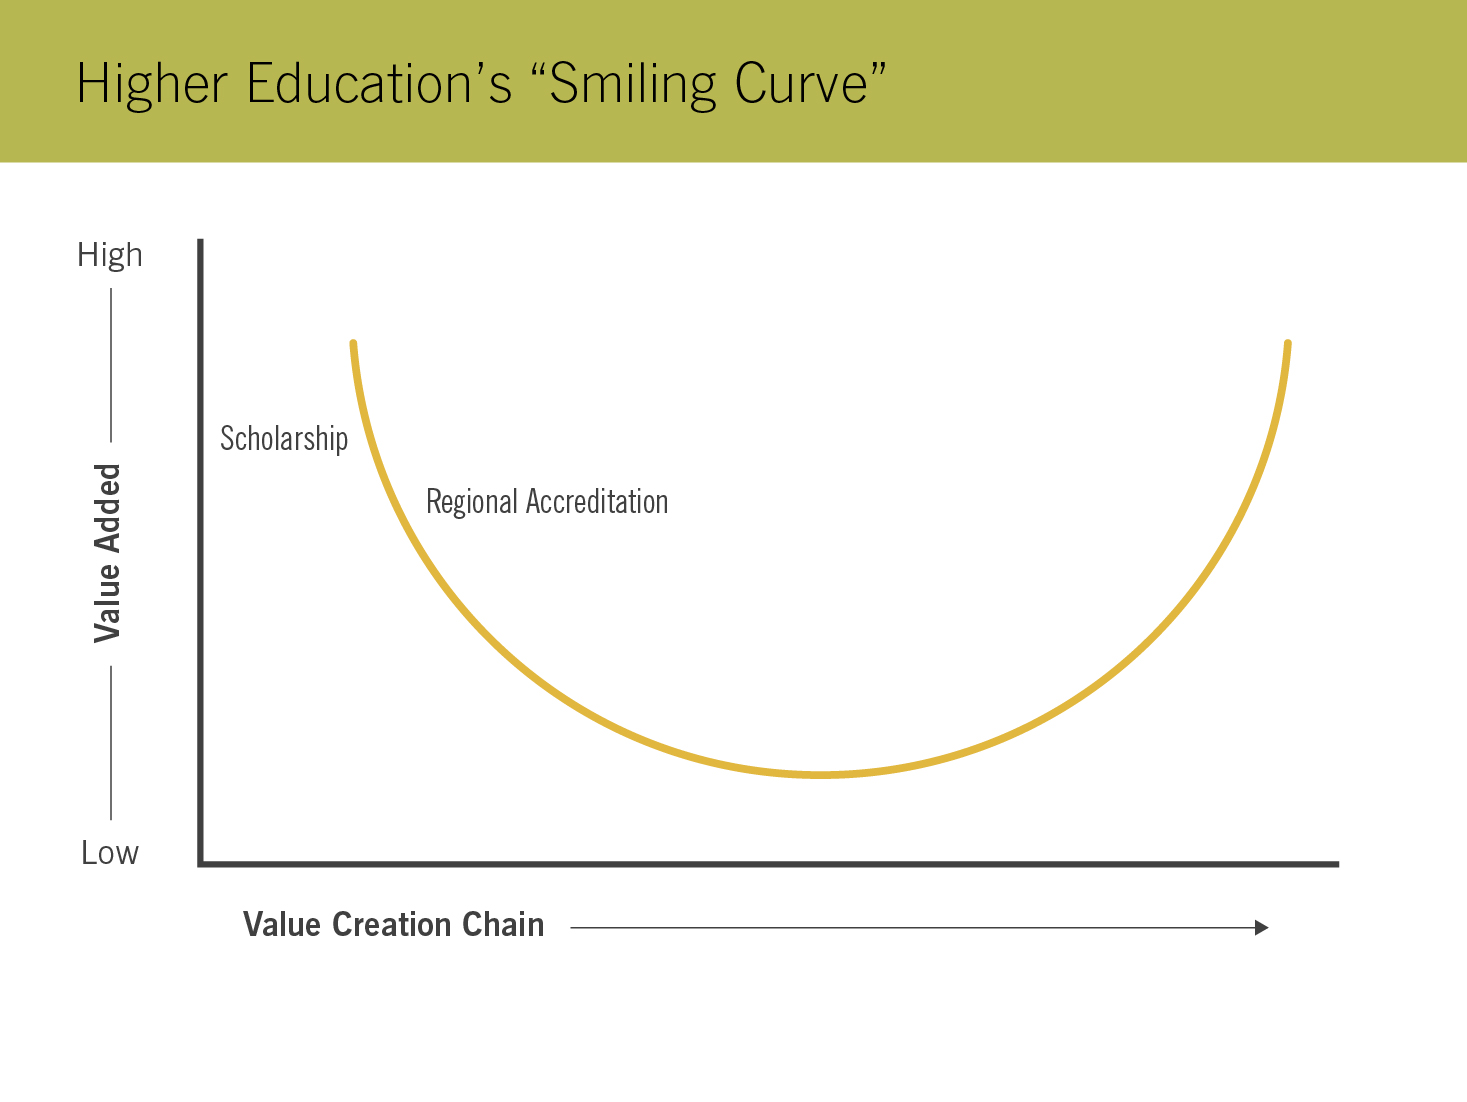 Higher Education’s “Smiling Curve”
High
Value Added
Low
Scholarship
Regional Accreditation
Value Creation Chain